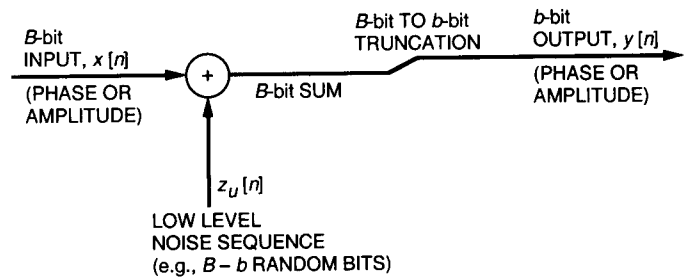 B-bit
INPUT, x [n]
(PHASE OR
AMPLITUDE)
+
B-bit SUM
B-bit TO b-bit
TRUNCATION
b-bit
OUTPUT, y [n]
(PHASE OR
AMPLITUDE)
z_u [n]
LOW LEVEL
NOISE SEQUENCE
(e.g., B – b RANDOM BITS)